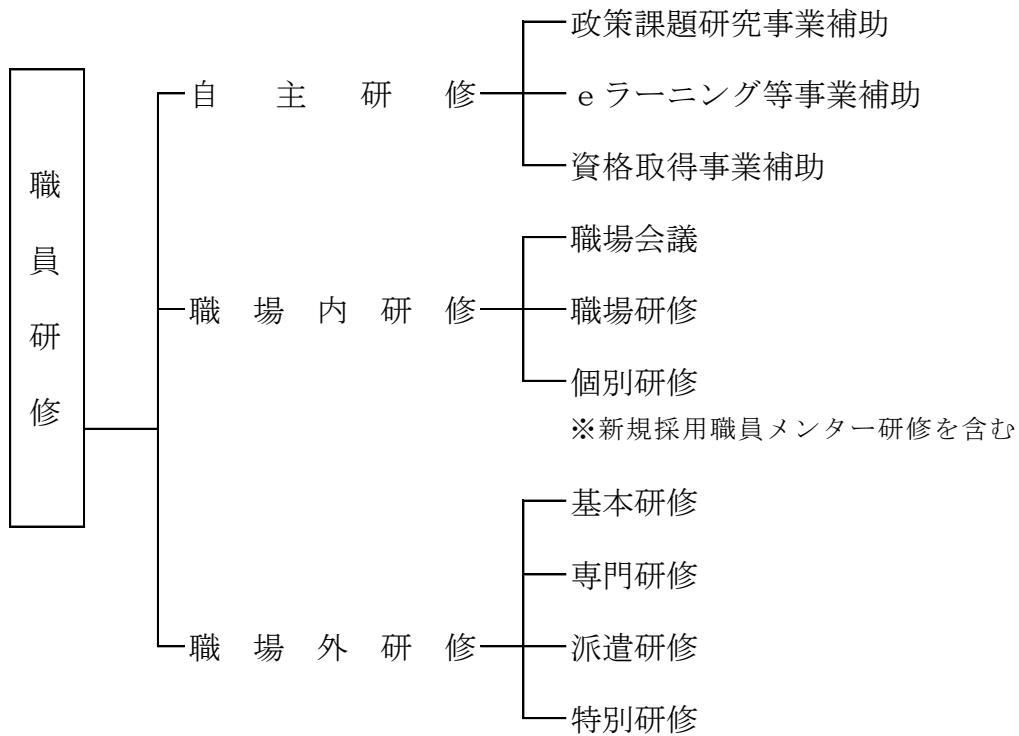 職員研修
自主研修
政策課題研究事業補助
eラーニング等事業補助
資格取得事業補助
職場内研修
職場会議
職場研修
個別研修
※新規採用職員メンター研修を含む
職場外研修
基本研修
専門研修
派遣研修
特別研修